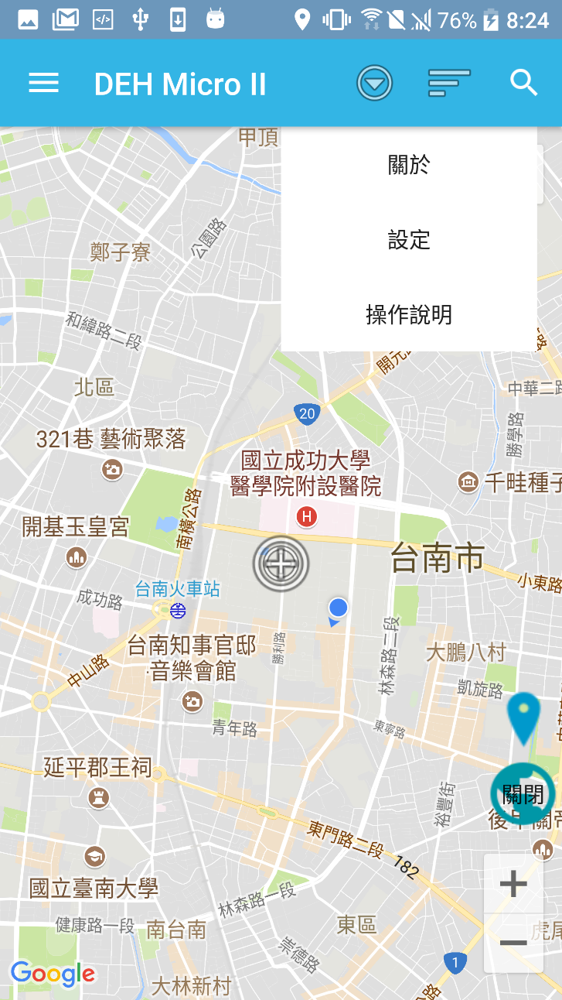 76% 8:24
DEH Micro II
甲頂
關於
公園路
設定
鄭子寮
操作說明
和緯路二段
開元
北區
中華二路
20
勝學路
321巷 藝術聚落
國立成功大學
醫學院附設醫院
千畦種子
H
南橫公路
開基玉皇宮
台南市
小東路
台南火車站
成功路
林森路二段
台南知事官邸
·音樂會館
勝利路
大鵬八村
中山路
凱旋路
青年路
東寧路
延平郡王祠
裕豐街
關閉
後甲關帝
東門路二段
182
國立臺南大學
林森路一段
健康路一段
南台南
東區
虎尾
崇德路
1
Google
大林新村